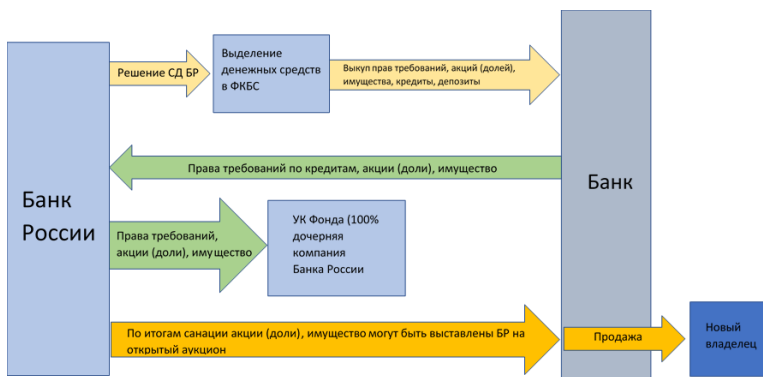 Решение СД БР
Выделение
денежных средств
в ФКБС
Выкуп прав требований, акций (долей),
имущества, кредиты, депозиты
Права требований по кредитам, акции (доли), имущество
Банк
России
Банк
Права требований,
акции (доли), имущество
УК Фонда (100%
дочерняя
компания
Банка России
По итогам санации акции (доли), имущество могут быть выставлены БР на
открытый аукцион
Продажа
Новый
владелец